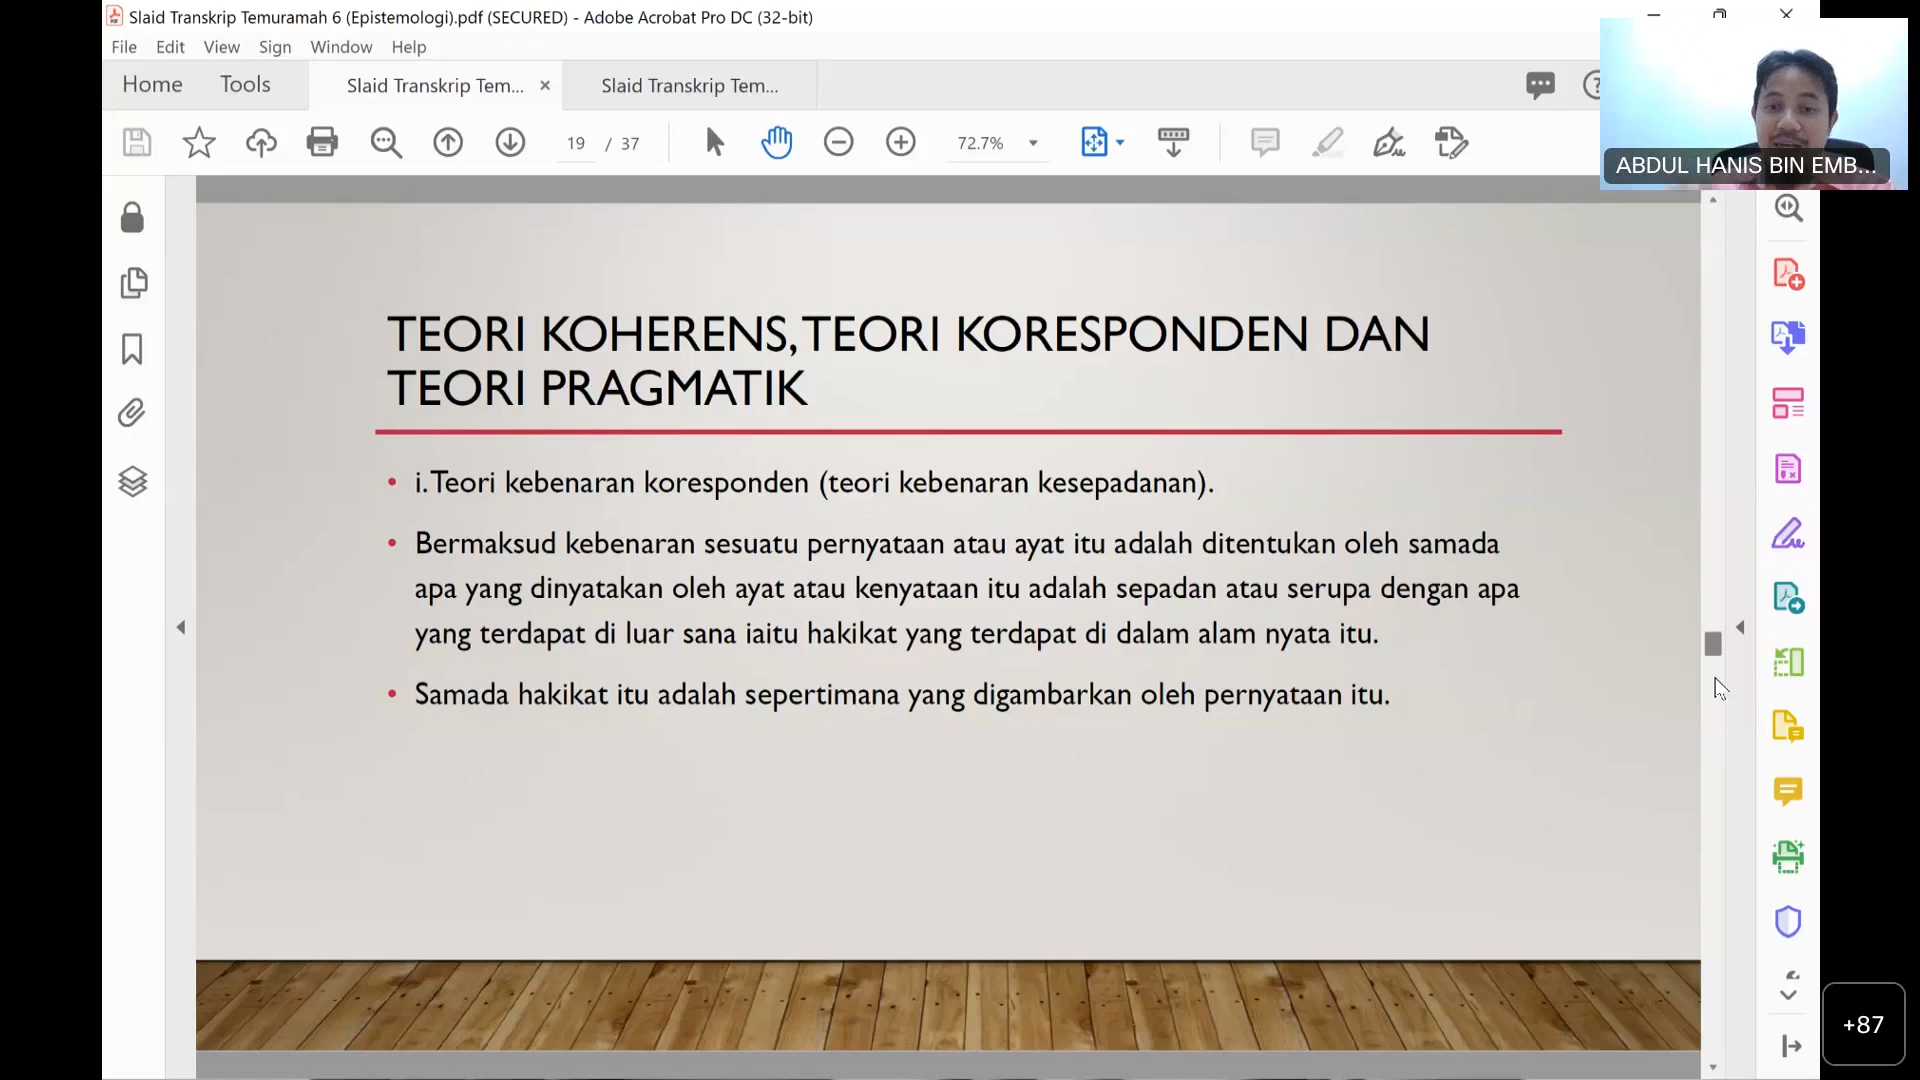 Slaid Transkrip Temuramah 6 (Epistemologi).pdf (SECURED) - Adobe Acrobat Pro DC (32-bit)
File Edit View Sign Window Help
Home Tools Slaid Transkrip Tem... × Slaid Transkrip Tem...
19 / 37 72.7%
ABDUL HANIS BIN EMB...
TEORI KOHERENS, TEORI KORESPONDEN DAN
TEORI PRAGMATIK
• i. Teori kebenaran koresponden (teori kebenaran kesepadanan).
• Bermaksud kebenaran sesuatu pernyataan atau ayat itu adalah ditentukan oleh samada
apa yang dinyatakan oleh ayat atau kenyataan itu adalah sepadan atau serupa dengan apa
yang terdapat di luar sana iaitu hakikat yang terdapat di dalam alam nyata itu.
• Samada hakikat itu adalah sepertimana yang digambarkan oleh pernyataan itu.
+87